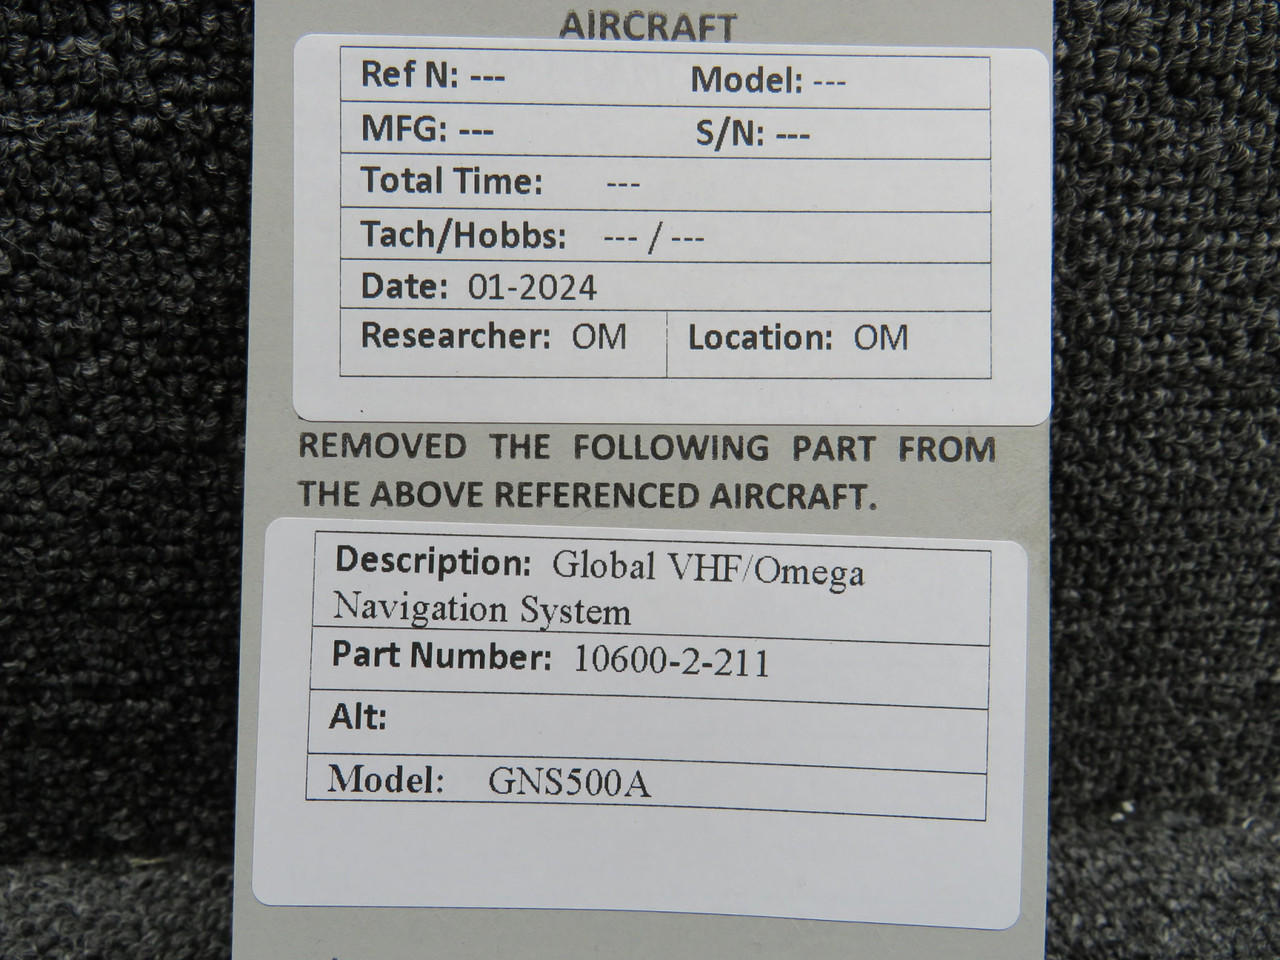 AIRCRAFT
Ref N: --- Model: ---
MFG: --- S/N: ---
Total Time: ---
Tach/Hobbs: --- / ---
Date: 01-2024
Researcher: OM Location: OM
REMOVED THE FOLLOWING PART FROM
THE ABOVE REFERENCED AIRCRAFT.
Description: Global VHF/Omega
Navigation System
Part Number: 10600-2-211
Alt:
Model: GNS500A